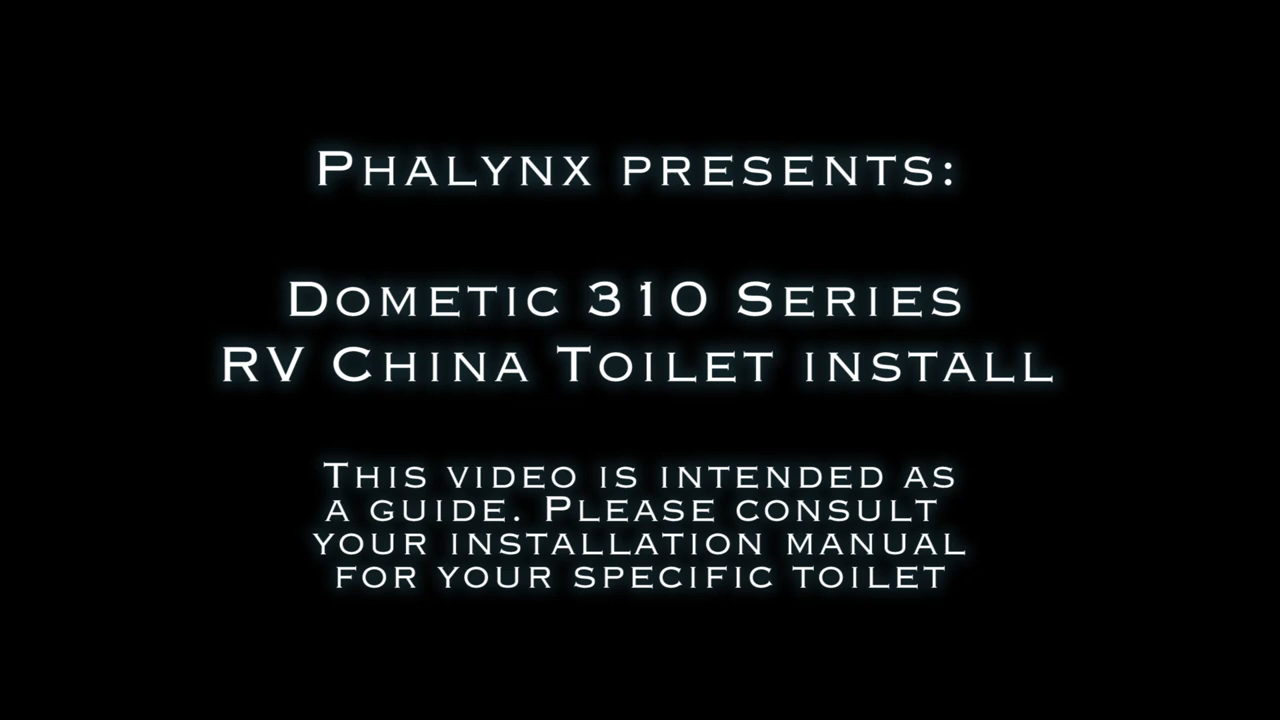 Phalynx presents:
Dometic 310 Series
RV China Toilet install
This video is intended as
a guide. Please consult
your installation manual
for your specific toilet